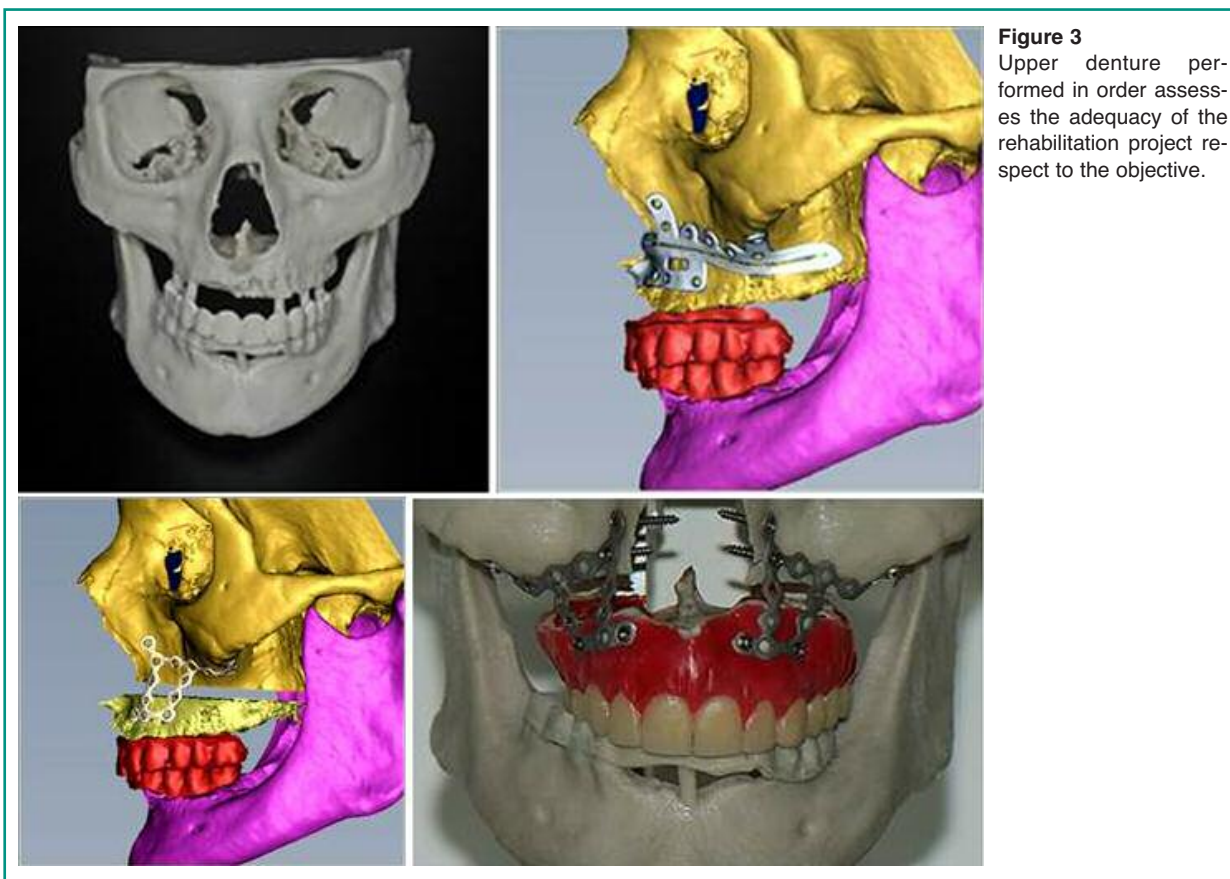 Figure 3
Upper denture per-
formed in order assess-
es the adequacy of the
rehabilitation project re-
spect to the objective.